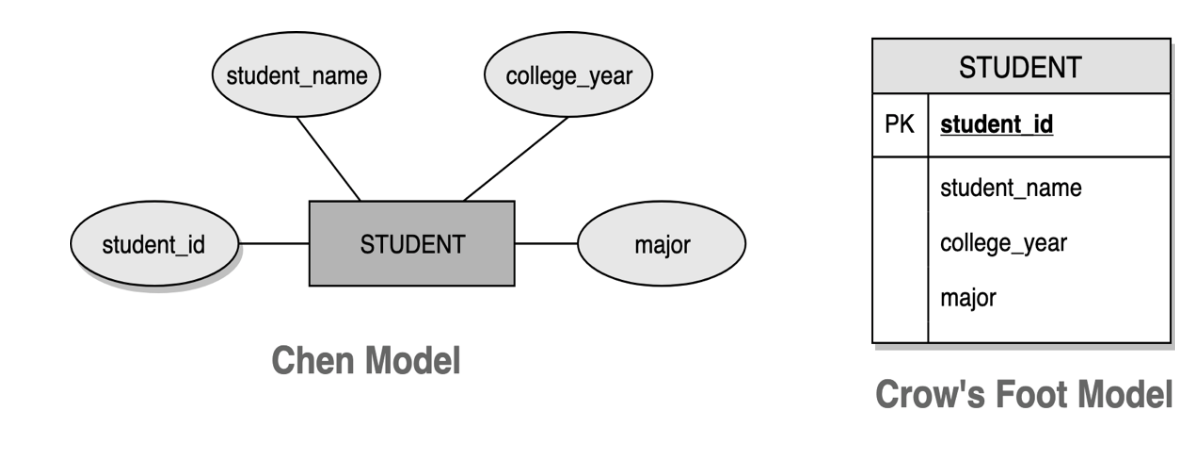 student_name
college_year
student_id
STUDENT
major
Chen Model
STUDENT
PK student_id
student_name
college_year
major
Crow's Foot Model